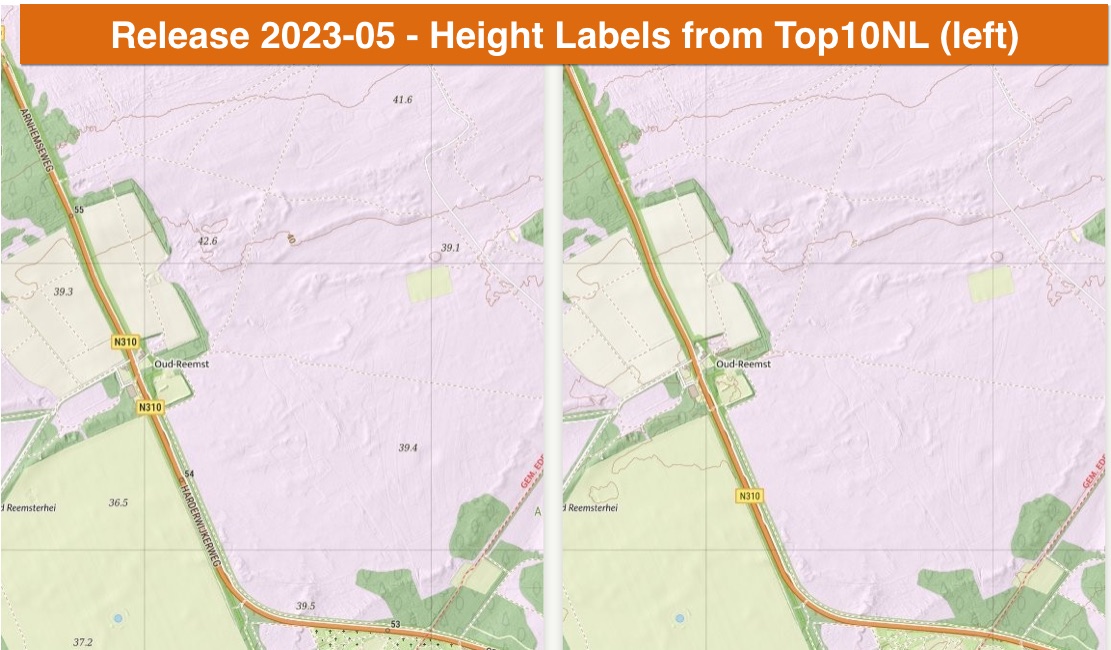 Release 2023-05 - Height Labels from Top10NL (left)
ARNHEMSEWEG
41.6
55
42.6
40
39.1
39.3
N310
Oud-Reemst
N310
39.4
54
HARDERWIJKERWEG
36.5
d Reemsterhei
GEM. EDE
A
39.5
53
37.2
Oud-Reemst
N310
d Reemsterhei
GEM. EDE